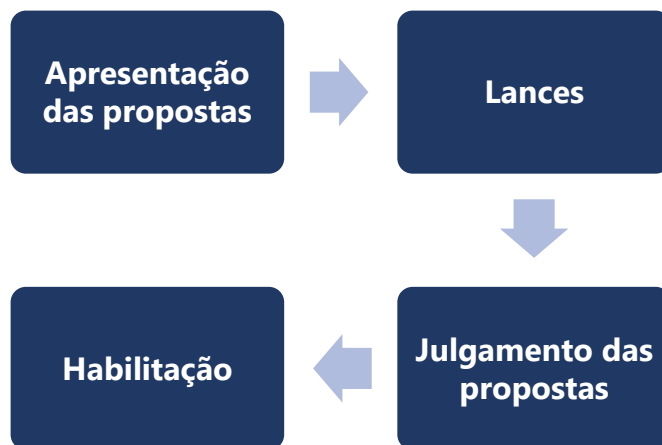 Apresentação
das propostas
Lances
Julgamento das
propostas
Habilitação